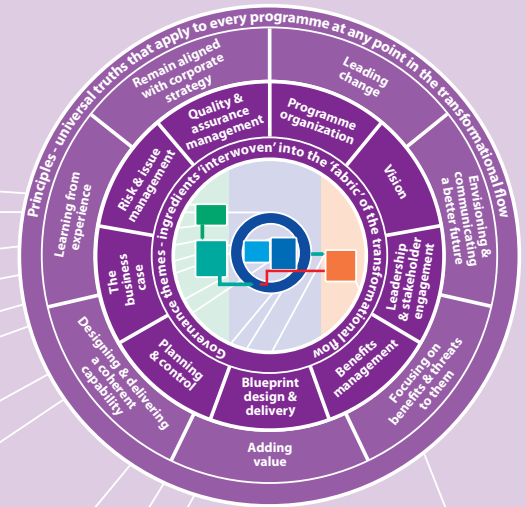 Principles - universal truths that apply to every programme at any point in the transformational flow
Remain aligned
with corporate
strategy
Leading
change
Envisioning &
communicating
a better future
Focusing on
benefits & threats
to them
Adding
value
Designing & delivering
a coherent
capability
Learning from
experience
Quality &
assurance
management
Programme
organization
Vision
Leadership
& stakeholder
engagement
Benefits
management
Blueprint
design &
delivery
Planning
& control
The
business
case
Risk & issue
management
Governance themes - ingredients 'interwoven' into the 'fabric' of the transformational flow